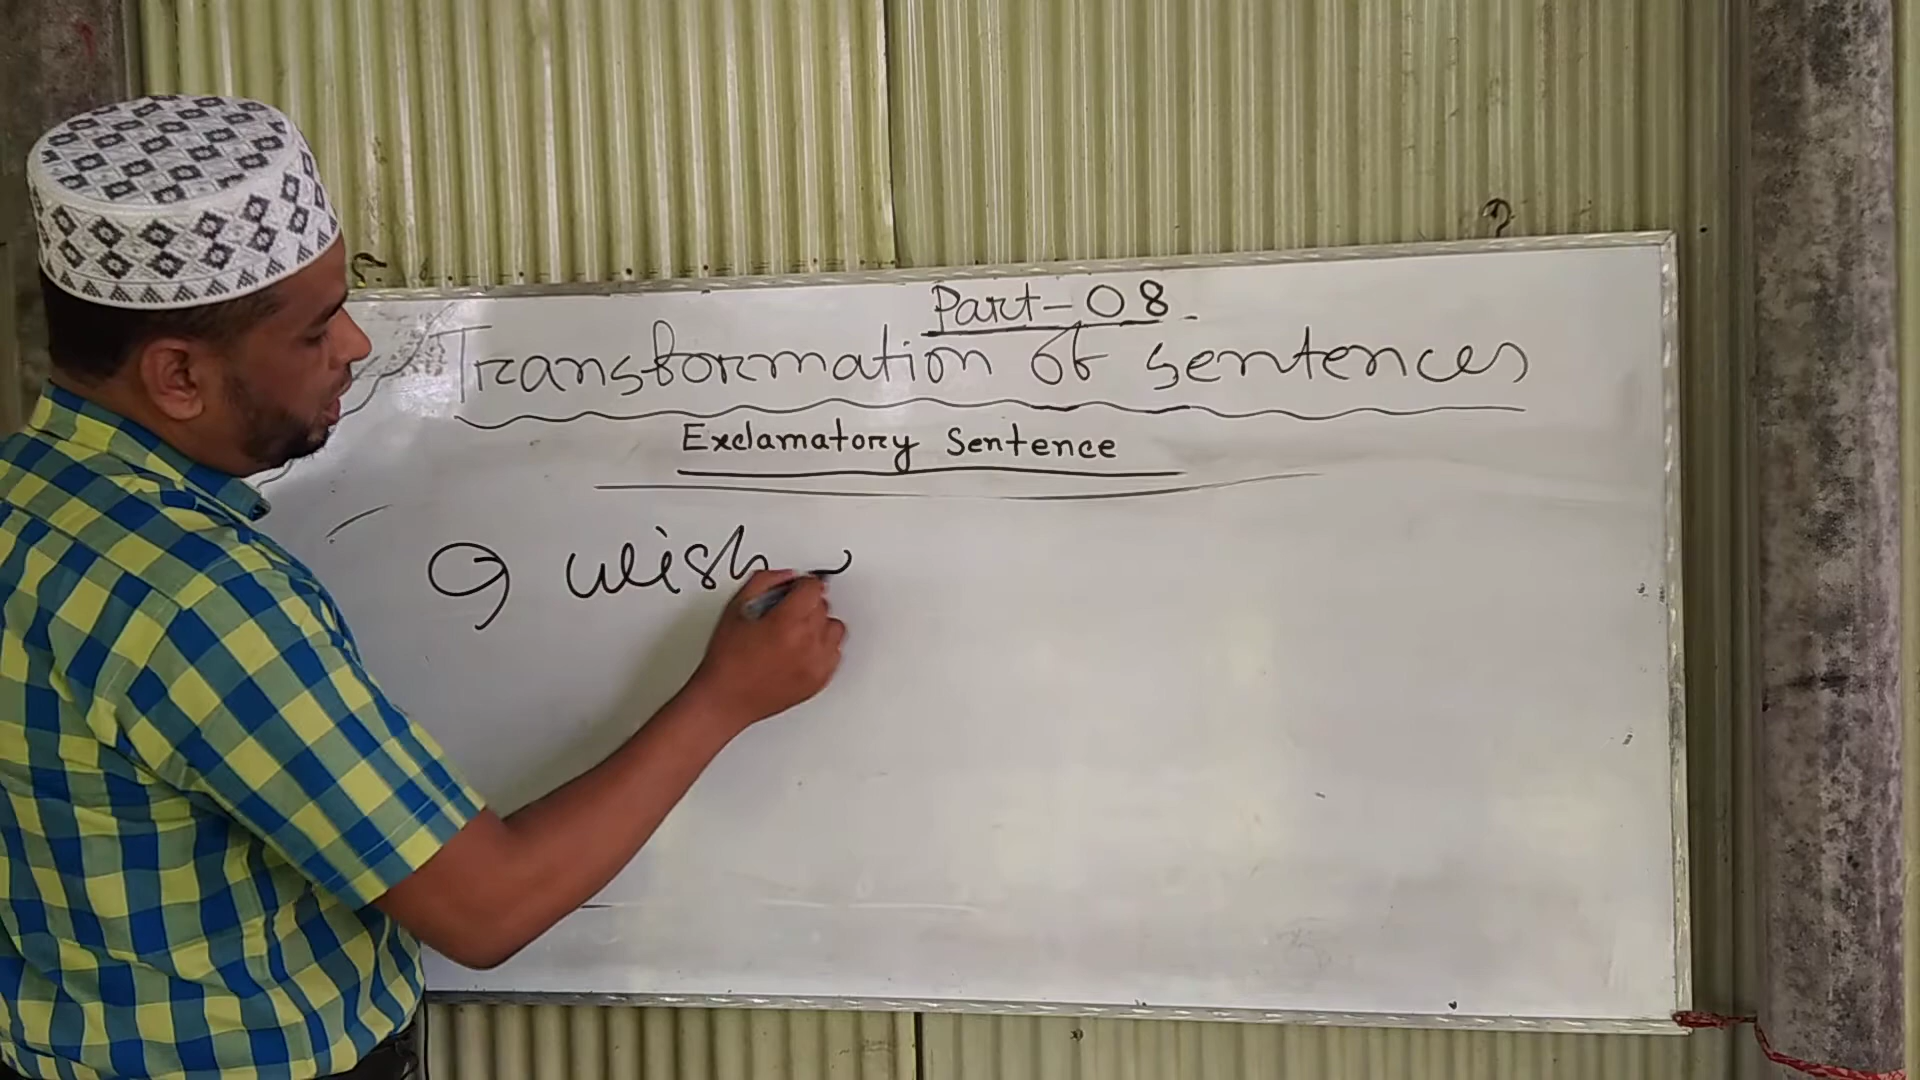 Part-08.
Transformation of sentences
Exclamatory Sentence
I wish